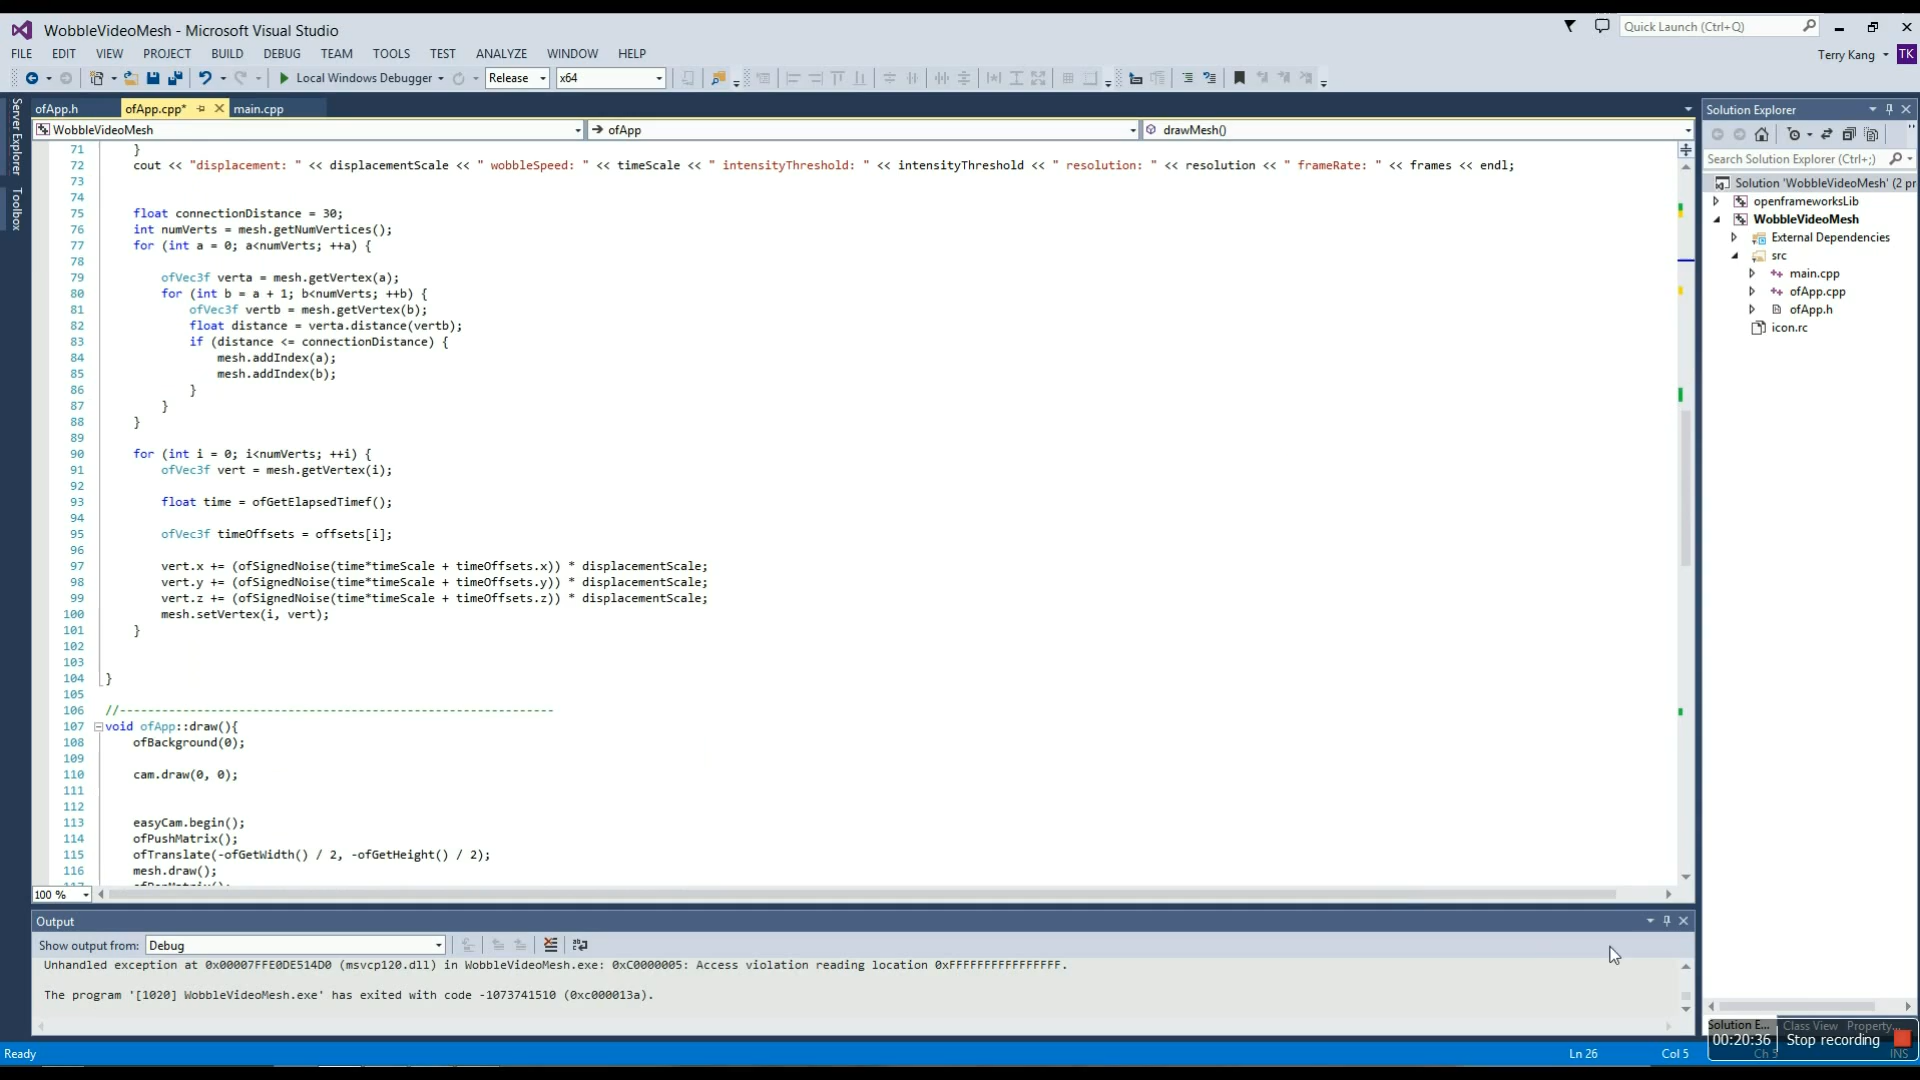 WobbleVideoMesh - Microsoft Visual Studio
Quick Launch (Ctrl+Q)
FILE EDIT VIEW PROJECT BUILD DEBUG TEAM TOOLS TEST ANALYZE WINDOW HELP
Terry Kang TK
Local Windows Debugger Release x64
Server Explorer
Toolbox
ofApp.h ofApp.cpp* main.cpp
WobbleVideoMesh ofApp drawMesh()
71 }
72 cout << "displacement: " << displacementScale << " wobbleSpeed: " << timeScale << " intensityThreshold: " << intensityThreshold << " resolution: " << resolution << " frameRate: " << frames << endl;
73
74
75 float connectionDistance = 30;
76 int numVerts = mesh.getNumVertices();
77 for (int a = 0; a<numVerts; ++a) {
78
79 ofVec3f verta = mesh.getVertex(a);
80 for (int b = a + 1; b<numVerts; ++b) {
81 ofVec3f vertb = mesh.getVertex(b);
82 float distance = verta.distance(vertb);
83 if (distance <= connectionDistance) {
84 mesh.addIndex(a);
85 mesh.addIndex(b);
86 }
87 }
88 }
89
90 for (int i = 0; i<numVerts; ++i) {
91 ofVec3f vert = mesh.getVertex(i);
92
93 float time = ofGetElapsedTimef();
94
95 ofVec3f timeOffsets = offsets[i];
96
97 vert.x += (ofSignedNoise(time*timeScale + timeOffsets.x)) * displacementScale;
98 vert.y += (ofSignedNoise(time*timeScale + timeOffsets.y)) * displacementScale;
99 vert.z += (ofSignedNoise(time*timeScale + timeOffsets.z)) * displacementScale;
100 mesh.setVertex(i, vert);
101 }
102
103
104 }
105
106 //--------------------------------------------------------------
107 void ofApp::draw(){
108 ofBackground(0);
109
110 cam.draw(0, 0);
111
112
113 easyCam.begin();
114 ofPushMatrix();
115 ofTranslate(-ofGetWidth() / 2, -ofGetHeight() / 2);
116 mesh.draw();
100 %
Solution Explorer
Search Solution Explorer (Ctrl+;)
Solution 'WobbleVideoMesh' (2 pr
openframeworksLib
WobbleVideoMesh
External Dependencies
src
main.cpp
ofApp.cpp
ofApp.h
icon.rc
Output
Show output from: Debug
Unhandled exception at 0x00007FFE0DE514D0 (msvcp120.dll) in WobbleVideoMesh.exe: 0xC0000005: Access violation reading location 0xFFFFFFFFFFFFFFFF.
The program '[1020] WobbleVideoMesh.exe' has exited with code -1073741510 (0xc000013a).
Solution E... Class View Property...
00:20:36 Stop recording
Ready Ln 26 Col 5 Ch 5 INS